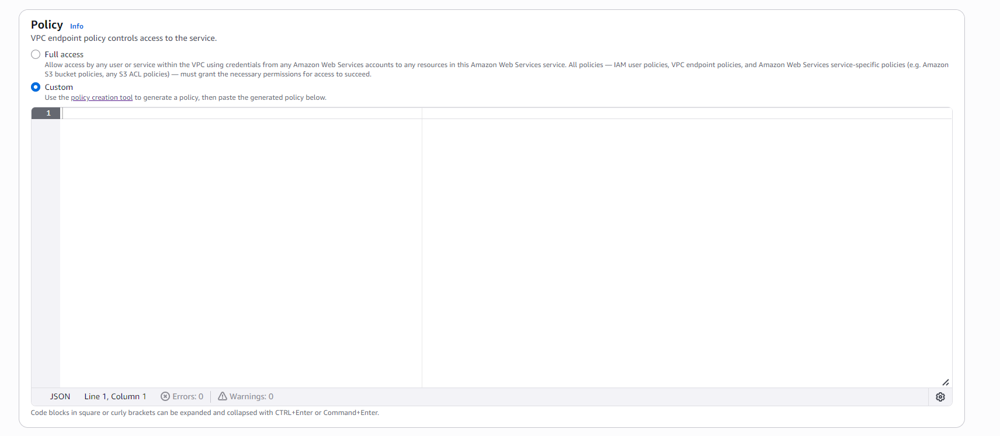 Policy Info
VPC endpoint policy controls access to the service.
Full access
Allow access by any user or service within the VPC using credentials from any Amazon Web Services accounts to any resources in this Amazon Web Services service. All policies — IAM user policies, VPC endpoint policies, and Amazon Web Services service-specific policies (e.g. Amazon
S3 bucket policies, any S3 ACL policies) — must grant the necessary permissions for access to succeed.
Custom
Use the policy creation tool to generate a policy, then paste the generated policy below.
1
JSON Line 1, Column 1 Errors: 0 Warnings: 0
Code blocks in square or curly brackets can be expanded and collapsed with CTRL+Enter or Command+Enter.